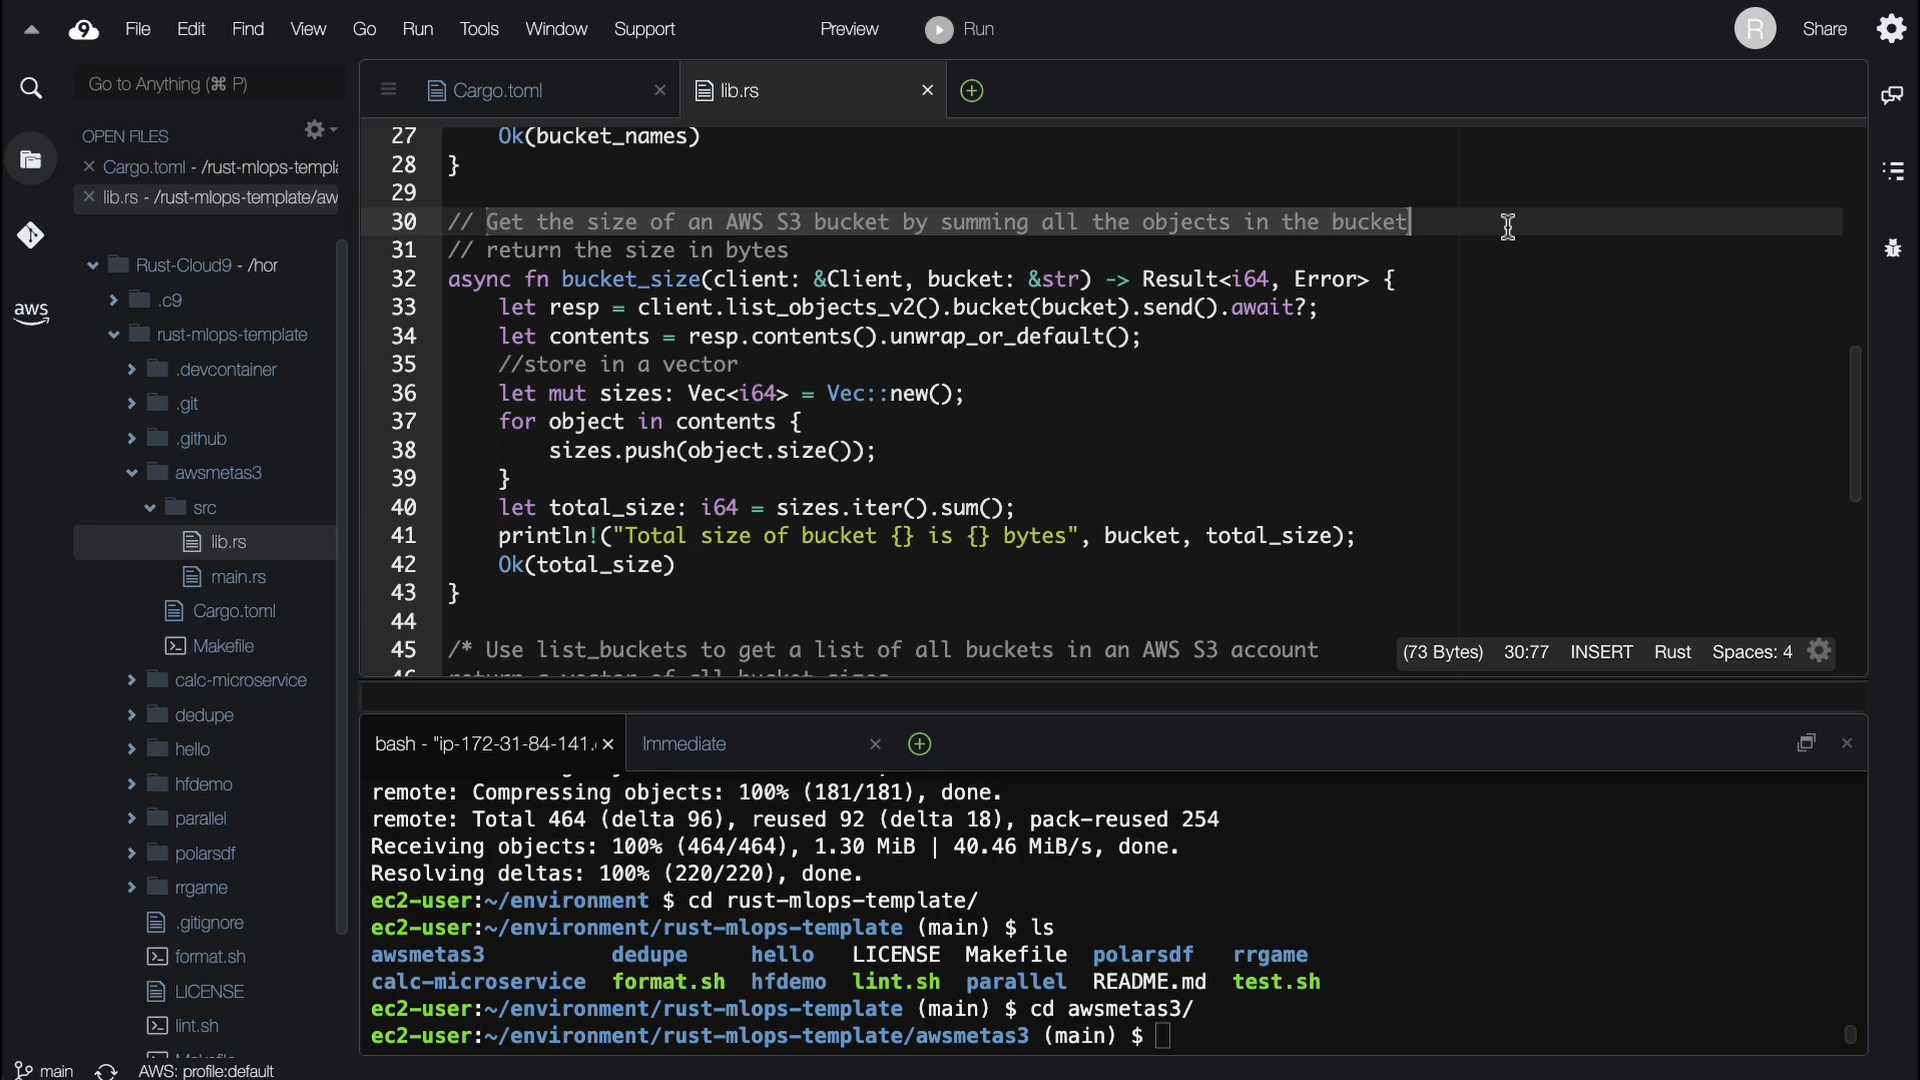 File Edit Find View Go Run Tools Window Support Preview Run R Share
Go to Anything (⌘ P)
OPEN FILES
Cargo.toml - /rust-mlops-templ
lib.rs - /rust-mlops-template/aw
Rust-Cloud9 - /hor
.c9
rust-mlops-template
.devcontainer
.git
.github
awsmetas3
src
lib.rs
main.rs
Cargo.toml
Makefile
calc-microservice
dedupe
hello
hfdemo
parallel
polarsdf
rrgame
.gitignore
format.sh
LICENSE
lint.sh
Makefile
aws
Cargo.toml
lib.rs
27 Ok(bucket_names)
28 }
29
30 // Get the size of an AWS S3 bucket by summing all the objects in the bucket
31 // return the size in bytes
32 async fn bucket_size(client: &Client, bucket: &str) -> Result<i64, Error> {
33 let resp = client.list_objects_v2().bucket(bucket).send().await?;
34 let contents = resp.contents().unwrap_or_default();
35 //store in a vector
36 let mut sizes: Vec<i64> = Vec::new();
37 for object in contents {
38 sizes.push(object.size());
39 }
40 let total_size: i64 = sizes.iter().sum();
41 println!("Total size of bucket {} is {} bytes", bucket, total_size);
42 Ok(total_size)
43 }
44
45 /* Use list_buckets to get a list of all buckets in an AWS S3 account
46 return a vector of all bucket sizes
(73 Bytes) 30:77 INSERT Rust Spaces: 4
bash - "ip-172-31-84-141.
Immediate
remote: Compressing objects: 100% (181/181), done.
remote: Total 464 (delta 96), reused 92 (delta 18), pack-reused 254
Receiving objects: 100% (464/464), 1.30 MiB | 40.46 MiB/s, done.
Resolving deltas: 100% (220/220), done.
ec2-user:~/environment $ cd rust-mlops-template/
ec2-user:~/environment/rust-mlops-template (main) $ ls
awsmetas3 dedupe hello LICENSE Makefile polarsdf rrgame
calc-microservice format.sh hfdemo lint.sh parallel README.md test.sh
ec2-user:~/environment/rust-mlops-template (main) $ cd awsmetas3/
ec2-user:~/environment/rust-mlops-template/awsmetas3 (main) $
main AWS: profile:default